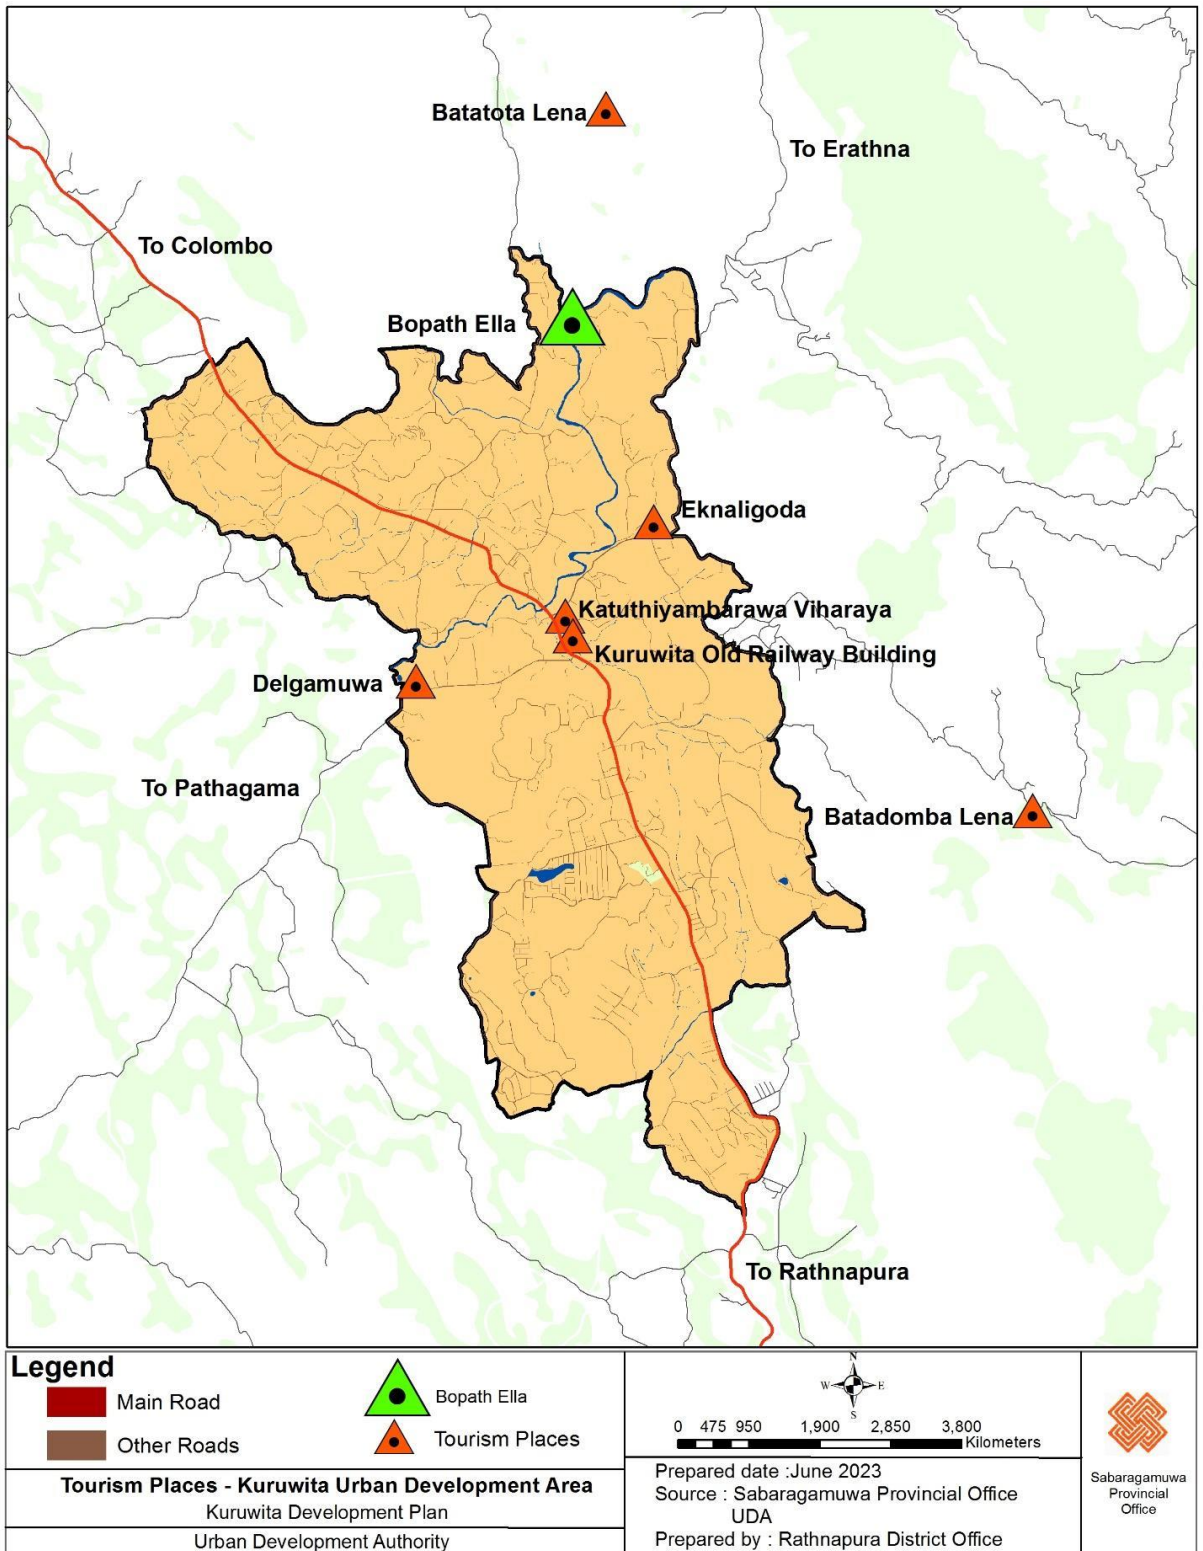 Batatota Lena
To Erathna
To Colombo
Bopath Ella
Eknaligoda
Katuthiyambarawa Viharaya
Kuruwita Old Railway Building
Delgamuwa
To Pathagama
Batadomba Lena
To Rathnapura
Legend
Main Road
Other Roads
Bopath Ella
Tourism Places
Tourism Places - Kuruwita Urban Development Area
Kuruwita Development Plan
Urban Development Authority
N
W E
S
0 475 950 1,900 2,850 3,800
Kilometers
Prepared date :June 2023
Source : Sabaragamuwa Provincial Office
UDA
Prepared by : Rathnapura District Office
Sabaragamuwa
Provincial
Office